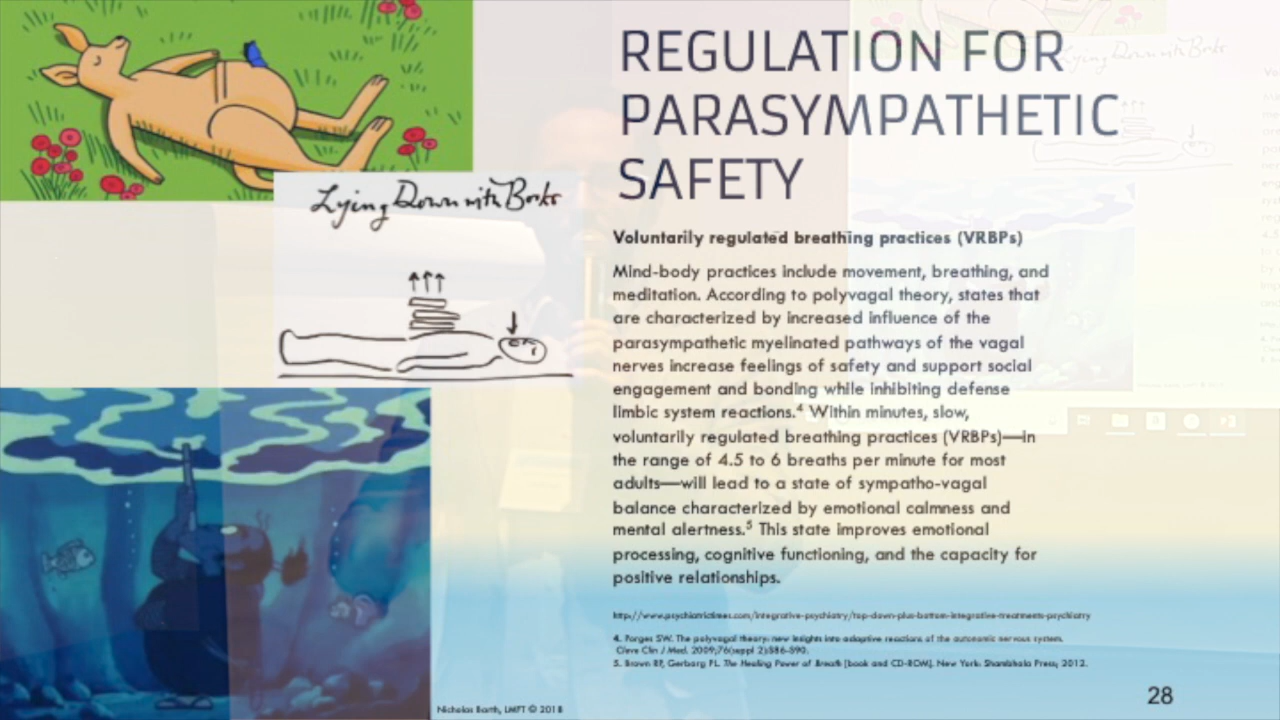 REGULATION FOR
PARASYMPATHETIC
SAFETY
Lying Down with Books
Voluntarily regulated breathing practices (VRBPs)
Mind-body practices include movement, breathing, and
meditation. According to polyvagal theory, states that
are characterized by increased influence of the
parasympathetic myelinated pathways of the vagal
nerves increase feelings of safety and support social
engagement and bonding while inhibiting defense
limbic system reactions.⁴ Within minutes, slow,
voluntarily regulated breathing practices (VRBPs)—in
the range of 4.5 to 6 breaths per minute for most
adults—will lead to a state of sympatho-vagal
balance characterized by emotional calmness and
mental alertness.⁵ This state improves emotional
processing, cognitive functioning, and the capacity for
positive relationships.
http://www.psychiatrictimes.com/integrative-psychiatry/top-down-plus-bottom-integrative-treatments-psychiatry
4. Porges SW. The polyvagal theory: new insights into adaptive reactions of the autonomic nervous system.
Cleve Clin J Med. 2009;76(suppl 2):S86-S90.
5. Brown RP, Gerbarg PL. The Healing Power of Breath [book and CD-ROM]. New York: Shambhala Press; 2012.
Nicholas Barth, LMFT © 2018
28